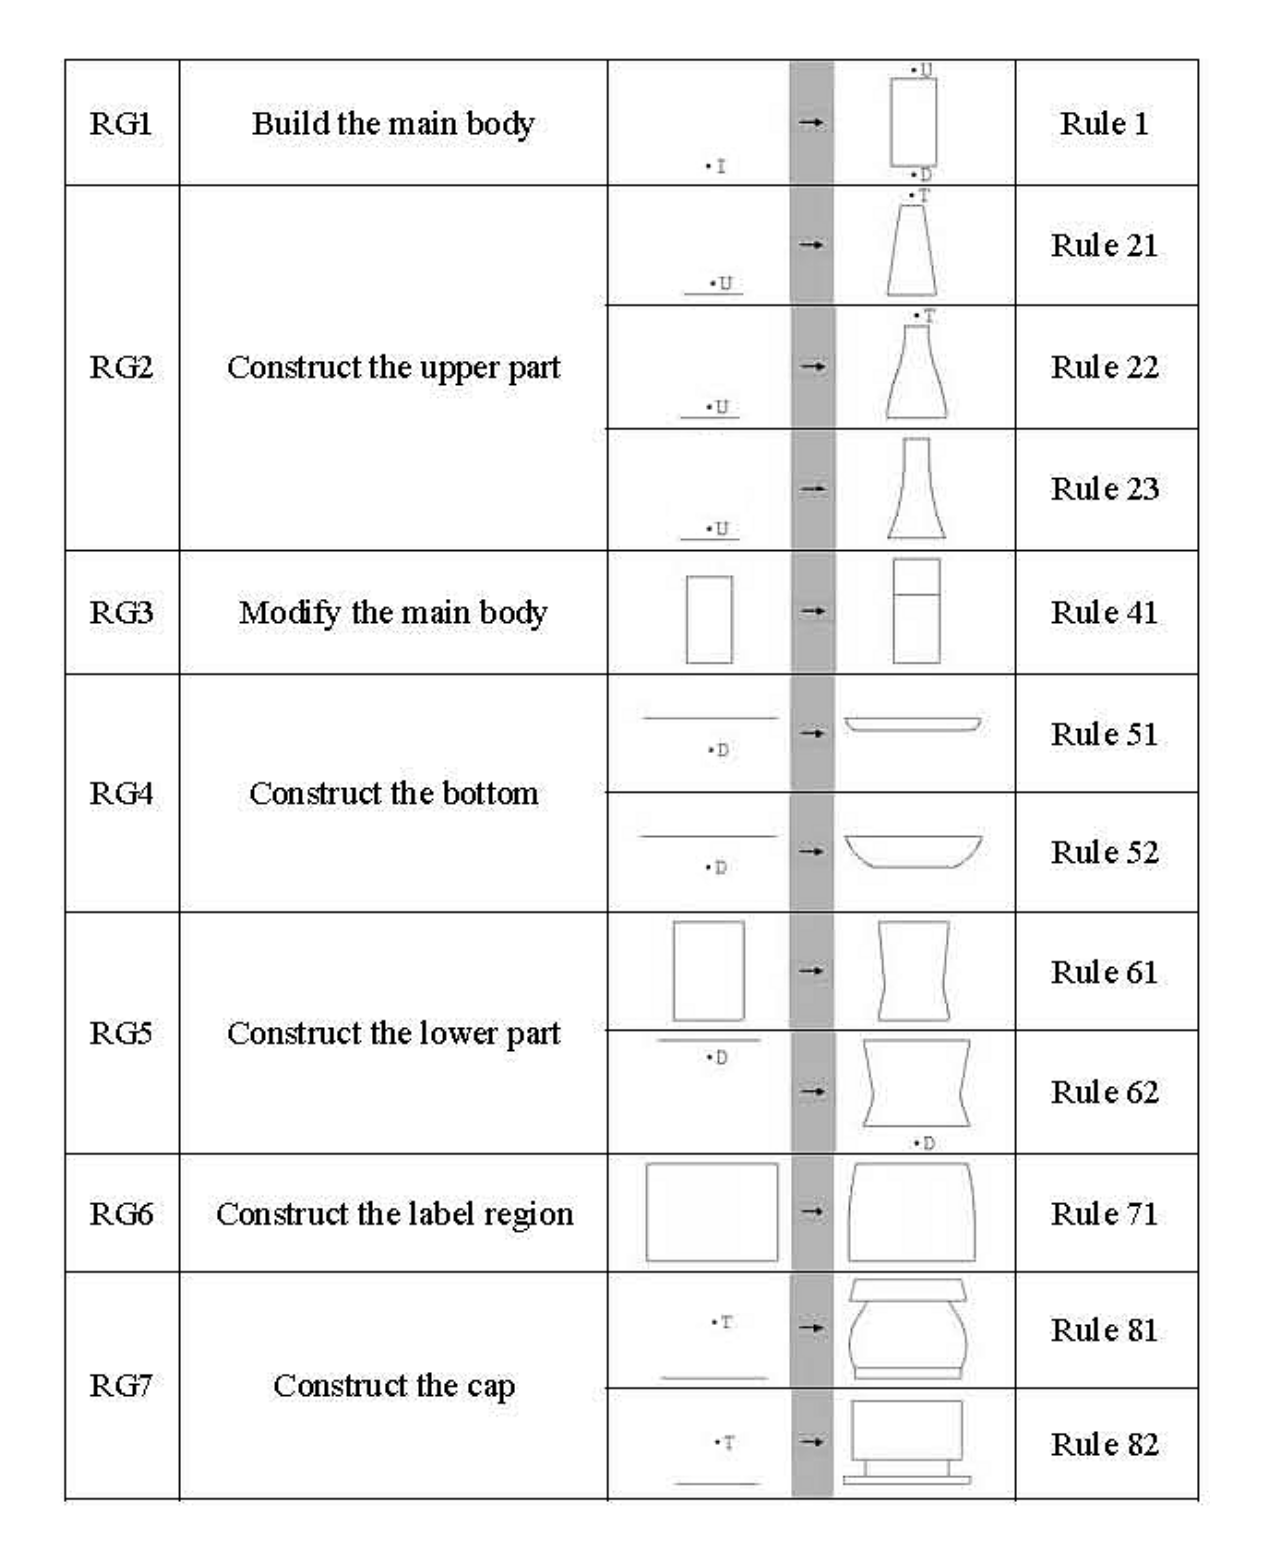 RG1 Build the main body •I → •U •D Rule 1
RG2 Construct the upper part •U → •T Rule 21
•U → •T Rule 22
•U → Rule 23
RG3 Modify the main body → Rule 41
RG4 Construct the bottom •D → Rule 51
•D → Rule 52
RG5 Construct the lower part → Rule 61
•D → •D Rule 62
RG6 Construct the label region → Rule 71
RG7 Construct the cap •T → Rule 81
•T → Rule 82